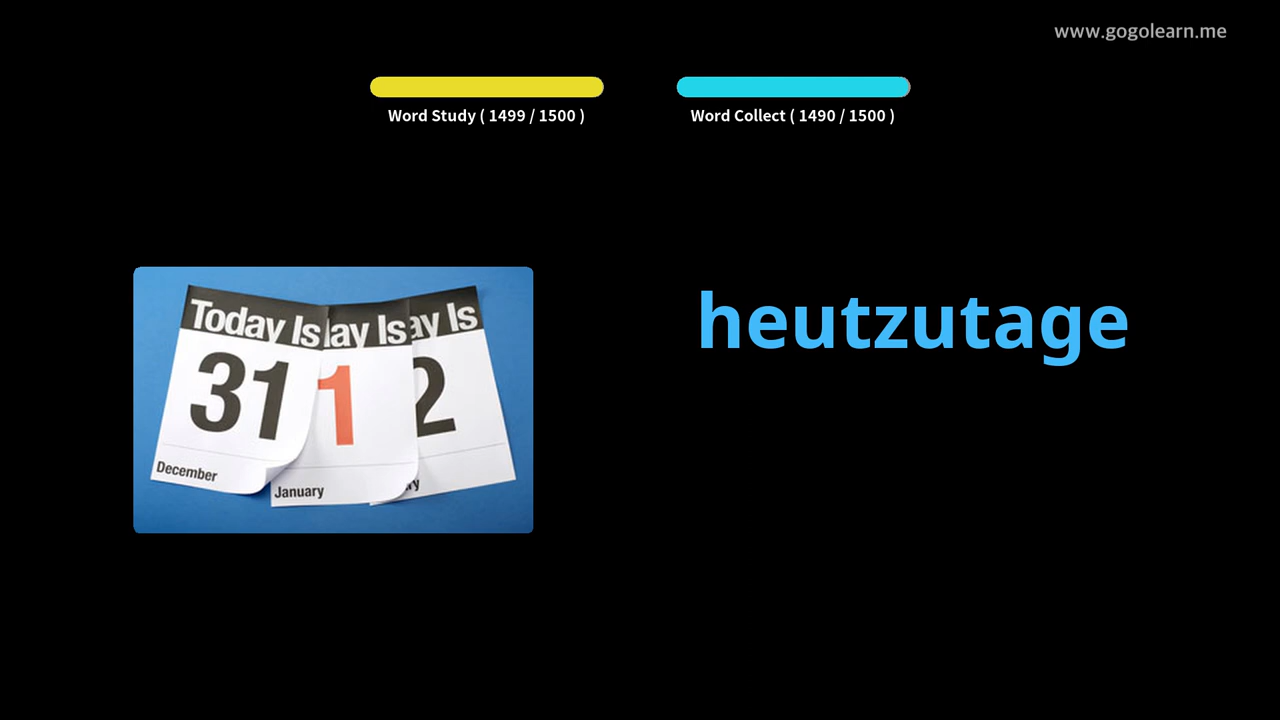 www.gogolearn.me
Word Study ( 1499 / 1500 )
Word Collect ( 1490 / 1500 )
heutzutage
Today Is
ay Is
ay Is
31
1
2
December
January
ry